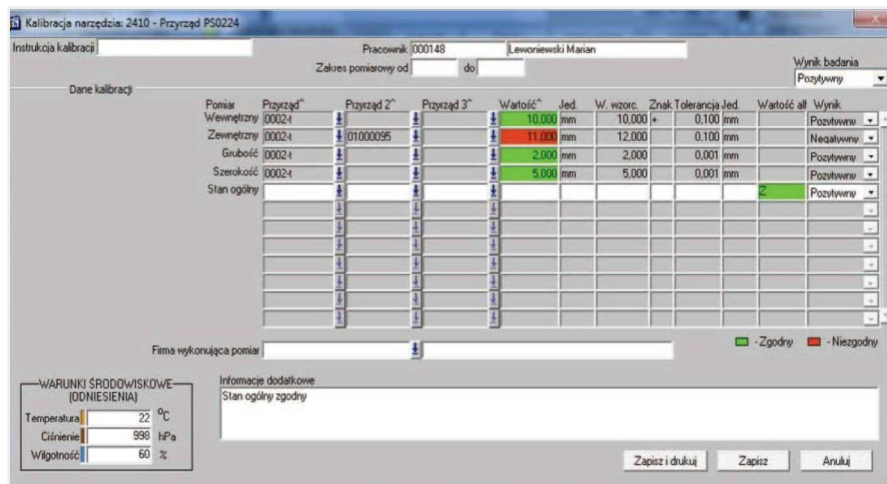 Kalibracja narzędzia: 2410 - Przyrząd PS0224
Instrukcja kalibracji
Pracownik 000148 Lewoniewski Marian
Zakres pomiarowy od do
Wynik badania
Pozytywny
Dane kalibracji
Pomiar Przyrząd^ Przyrząd 2^ Przyrząd 3^ Wartość^ Jed. W. wzorc. Znak Tolerancja Jed. Wartość alf Wynik
Wewnętrzny 0002-t 10,000 mm 10,000 + 0,100 mm Pozytywny
Zewnętrzny 0002-t 01000095 11,000 mm 12,000 0,100 mm Negatywny
Grubość 0002-t 2,000 mm 2,000 0,001 mm Pozytywny
Szerokość 0002-t 5,000 mm 5,000 0,001 mm Pozytywny
Stan ogólny Z Pozytywny
- Zgodny - Niezgodny
Firma wykonująca pomiar
WARUNKI ŚRODOWISKOWE
(ODNIESIENIA)
Temperatura 22 °C
Ciśnienie 998 hPa
Wilgotność 60 %
Informacje dodatkowe
Stan ogólny zgodny
Zapisz i drukuj Zapisz Anuluj